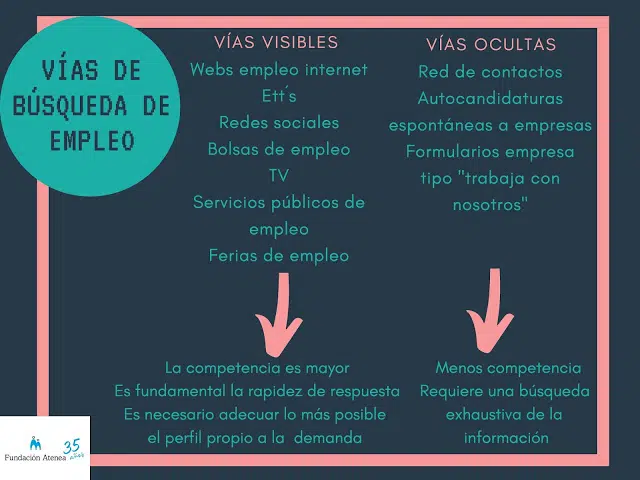 VÍAS DE
BÚSQUEDA DE
EMPLEO
VÍAS VISIBLES
Webs empleo internet
Ett´s
Redes sociales
Bolsas de empleo
TV
Servicios públicos de
empleo
Ferias de empleo
La competencia es mayor
Es fundamental la rapidez de respuesta
Es necesario adecuar lo más posible
el perfil propio a la demanda
VÍAS OCULTAS
Red de contactos
Autocandidaturas
espontáneas a empresas
Formularios empresa
tipo "trabaja con
nosotros"
Menos competencia
Requiere una búsqueda
exhaustiva de la
información
Fundación Atenea
35
años